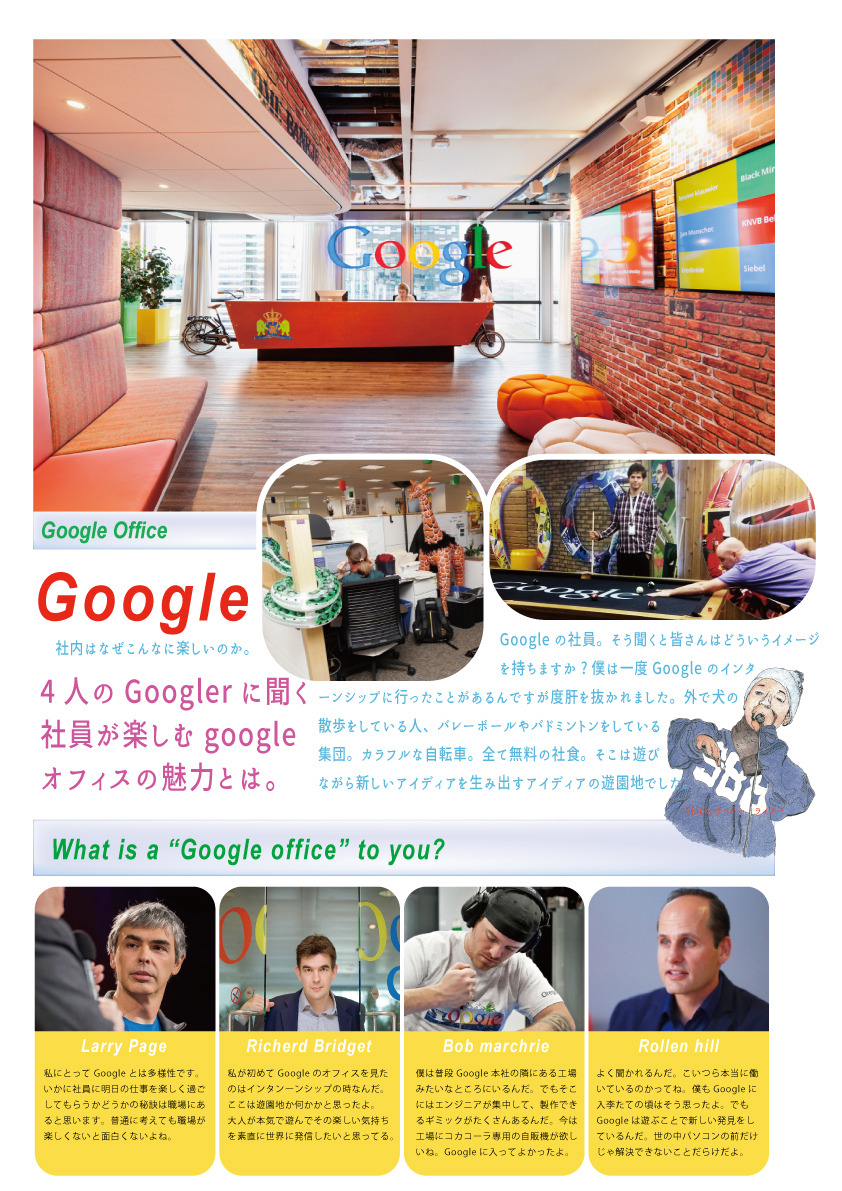 Google
Black Min
KNVB Be
Siebel
Google Office
Google
社内はなぜこんなに楽しいのか。
4 人の Googler に聞く
社員が楽しむ google
オフィスの魅力とは。
Google
Google の社員。そう聞くと皆さんはどういうイメージ
を持ちますか？僕は一度 Google のインタ
ーンシップに行ったことがあるんですが度肝を抜かれました。外で犬の
散歩をしている人、バレーボールやバドミントンをしている
集団。カラフルな自転車。全て無料の社食。そこは遊び
ながら新しいアイディアを生み出すアイディアの遊園地でした。
What is a “Google office” to you?
Larry Page
私にとって Google とは多様性です。
いかに社員に明日の仕事を楽しく過ご
してもらうかどうかの秘訣は職場にあ
ると思います。普通に考えても職場が
楽しくないと面白くないよね。
Richerd Bridget
私が初めて Google のオフィスを見た
のはインタンーンシップの時なんだ。
ここは遊園地か何かかと思ったよ。
大人が本気で遊んでその楽しい気持ち
を素直に世界に発信したいと思ってる。
Bob marchrie
僕は普段 Google 本社の隣にある工場
みたいなところにいるんだ。でもそこ
にはエンジニアが集中して、製作でき
るギミックがたくさんあるんだ。今は
工場にコカコーラ専用の自販機が欲し
いね。Google に入ってよかったよ。
Rollen hill
よく聞かれるんだ。こいつら本当に働
いているのかってね。僕も Google に
入李たての頃はそう思ったよ。でも
Google は遊ぶことで新しい発見をし
ているんだ。世の中パソコンの前だけ
じゃ解決できないことだらけだよ。